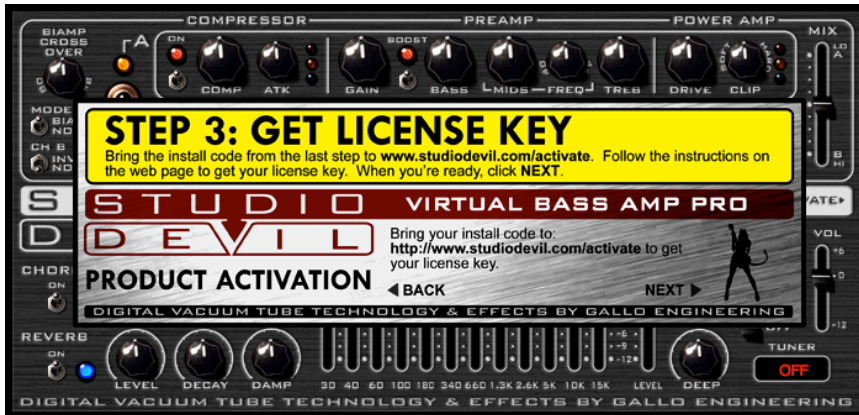 COMPRESSOR PREAMP POWER AMP
BIAMP CROSS OVER A ON BOOST SOFT HARD MIX
LO A
COMP ATK GAIN BASS MIDS FREQ TREB DRIVE CLIP
MODE
CH B
B HI
STEP 3: GET LICENSE KEY
Bring the install code from the last step to www.studiodevil.com/activate. Follow the instructions on
the web page to get your license key. When you're ready, click NEXT.
STUDIO VIRTUAL BASS AMP PRO
DEVIL
Bring your install code to:
http://www.studiodevil.com/activate to get
your license key.
PRODUCT ACTIVATION
BACK NEXT
DIGITAL VACUUM TUBE TECHNOLOGY & EFFECTS BY GALLO ENGINEERING
S
D
VOL
+6
-0
-12
ON
REVERB
ON
-6
-9
-12
TUNER
OFF
LEVEL DECAY DAMP 30 40 60 100 180 340 660 1.3K 2.6K 5K 10K 15K LEVEL DEEP
DIGITAL VACUUM TUBE TECHNOLOGY & EFFECTS BY GALLO ENGINEERING